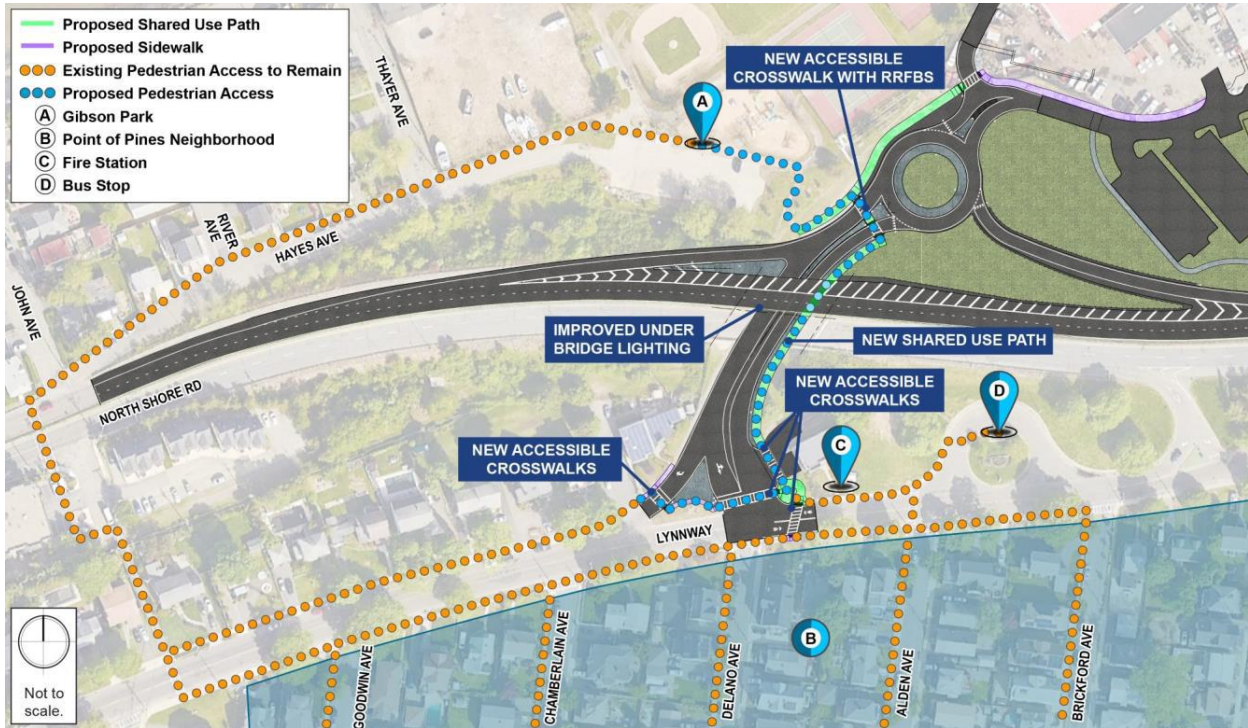 Proposed Shared Use Path
Proposed Sidewalk
Existing Pedestrian Access to Remain
Proposed Pedestrian Access
A Gibson Park
B Point of Pines Neighborhood
C Fire Station
D Bus Stop
THAYER AVE
NEW ACCESSIBLE
CROSSWALK WITH RRFBS
A
RIVER
AVE
HAYES AVE
JOHN AVE
NORTH SHORE RD
IMPROVED UNDER
BRIDGE LIGHTING
NEW SHARED USE PATH
NEW ACCESSIBLE
CROSSWALKS
D
NEW ACCESSIBLE
CROSSWALKS
C
LYNNWAY
B
GOODWIN AVE
CHAMBERLAIN AVE
DELANO AVE
ALDEN AVE
BRICKFORD AVE
Not to
scale.